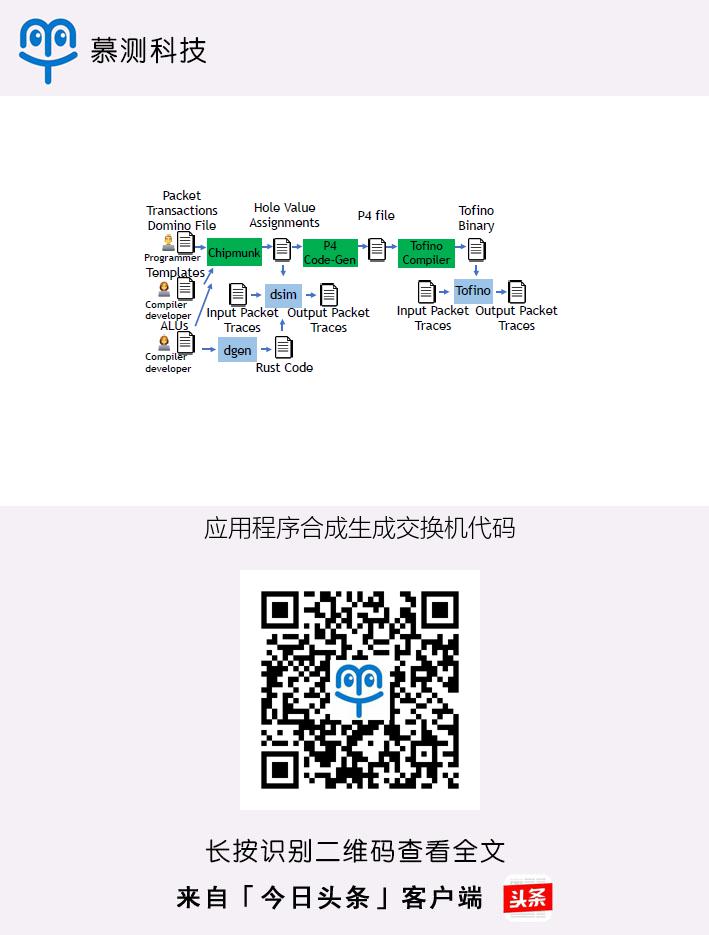 慕测科技
Packet
Transactions
Domino File
Hole Value
Assignments
P4 file
Tofino
Binary
Programmer
Chipmunk
P4
Code-Gen
Tofino
Compiler
Templates
Compiler
developer
dsim
Tofino
Input Packet
Traces
Output Packet
Traces
Input Packet
Traces
Output Packet
Traces
ALUs
Compiler
developer
dgen
Rust Code
应用程序合成生成交换机代码
长按识别二维码查看全文
来自「今日头条」客户端
头条